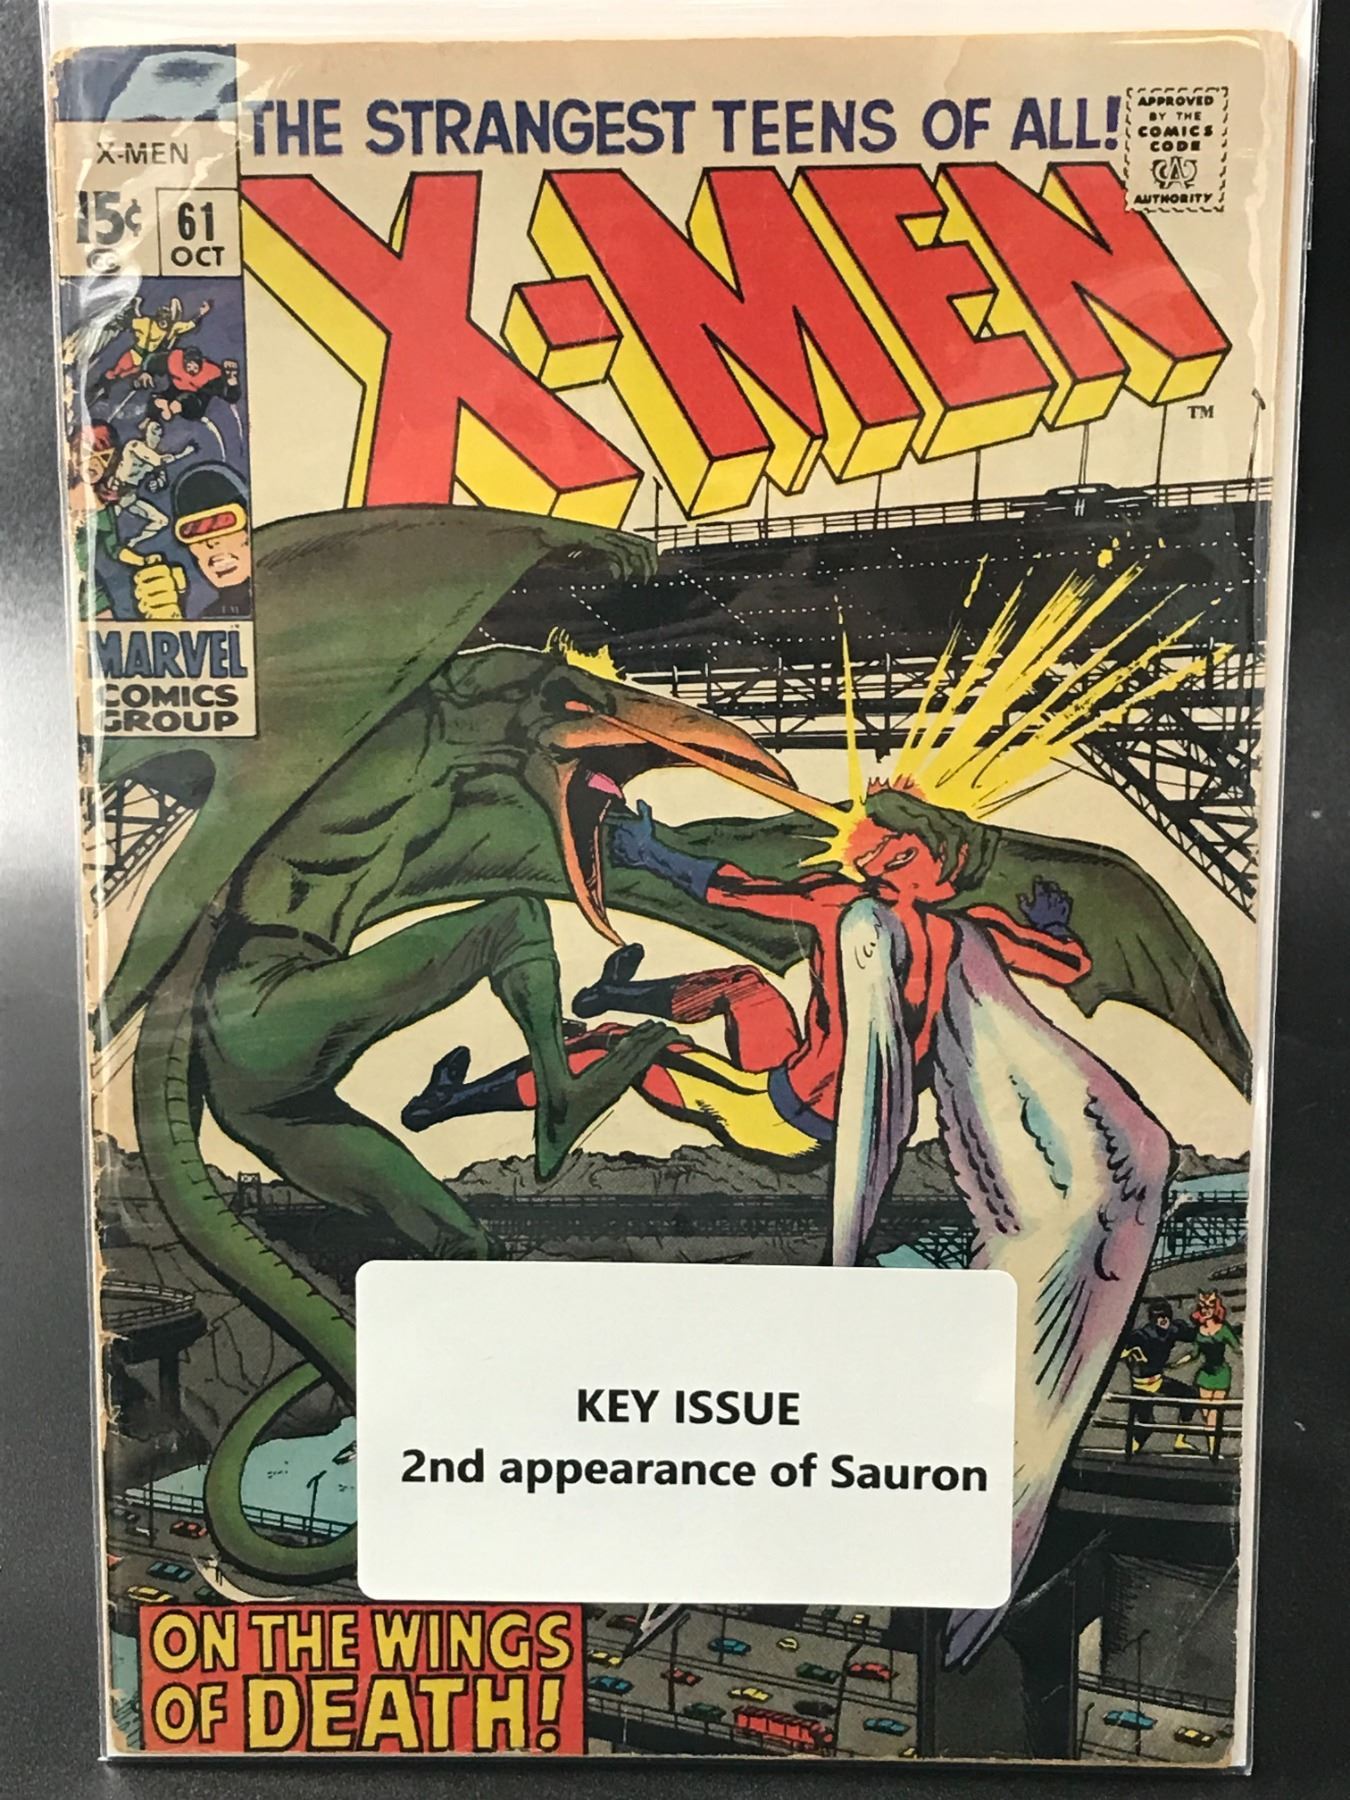 THE STRANGEST TEENS OF ALL!
APPROVED
BY THE
COMICS
CODE
CA
AUTHORITY
X-MEN
15¢
61
OCT
X-MEN
TM
MARVEL
COMICS
GROUP
KEY ISSUE
2nd appearance of Sauron
ON THE WINGS
OF DEATH!